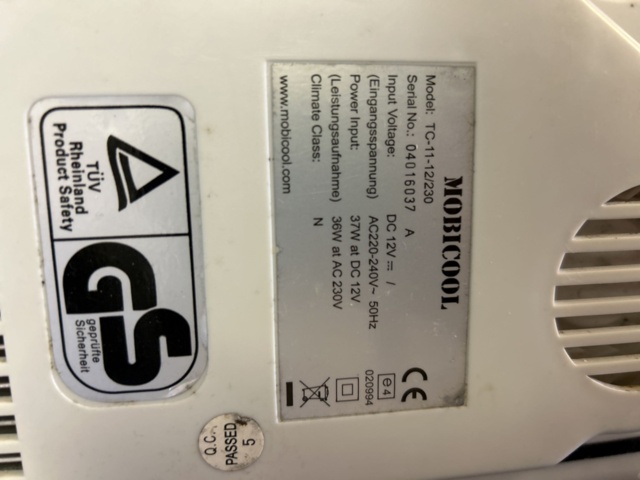 MOBICOOL
Model: TC-11-12/230
Serial No.: 04016037 A
Input Voltage: DC 12V⎓ /
(Eingangsspannung) AC220-240V~ 50Hz
Power Input: 37W at DC 12V
(Leistungsaufnahme) 36W at AC 230V
Climate Class: N
www.mobicool.com
CE
e4
020994
TÜV
Rheinland
Product Safety
GS
geprüfte
Sicherheit
Q.C.
PASSED
5